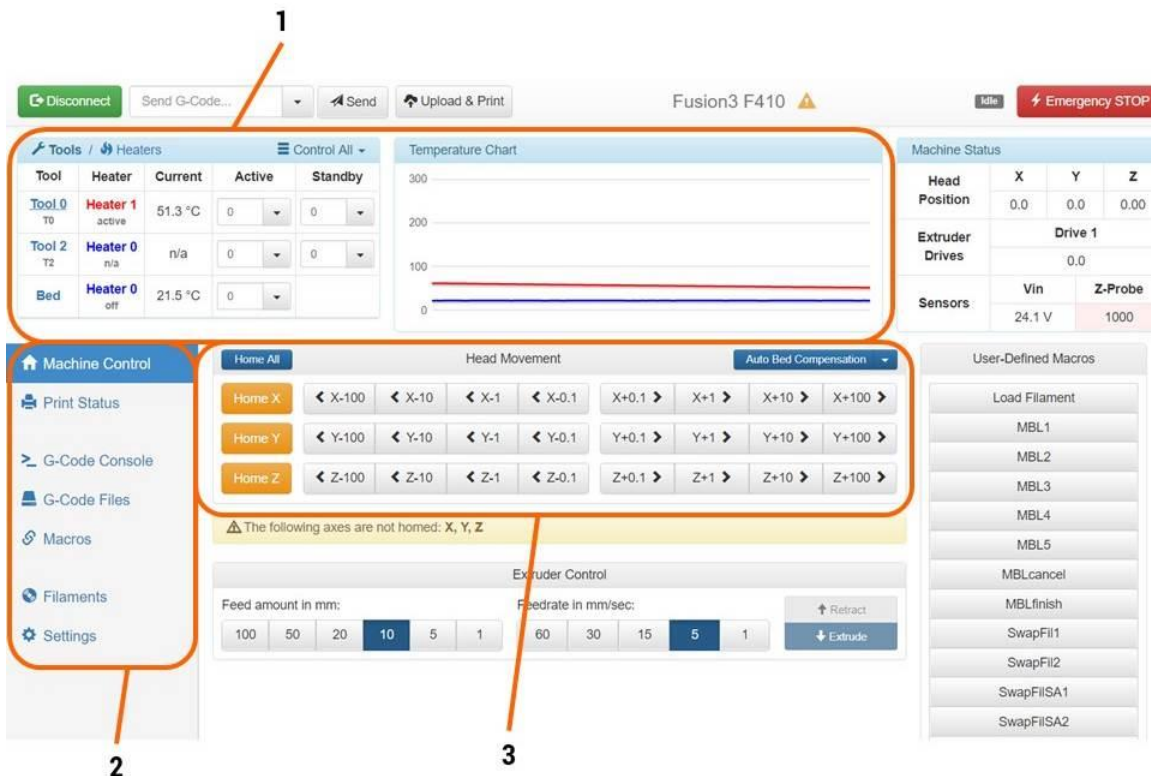 1
Disconnect Send G-Code... Send Upload & Print Fusion3 F410 Idle Emergency STOP
Tools / Heaters Control All
Tool Heater Current Active Standby
Tool 0 Heater 1 51.3 °C 0 0
T0 active
Tool 2 Heater 0 n/a 0 0
T2 n/a
Bed Heater 0 21.5 °C 0
off
Temperature Chart
300
200
100
0
Machine Status
Head Position X Y Z
0.0 0.0 0.00
Extruder Drives Drive 1
0.0
Sensors Vin Z-Probe
24.1 V 1000
Machine Control
Print Status
G-Code Console
G-Code Files
Macros
Filaments
Settings
Home All Head Movement Auto Bed Compensation
Home X X-100 X-10 X-1 X-0.1 X+0.1 X+1 X+10 X+100
Home Y Y-100 Y-10 Y-1 Y-0.1 Y+0.1 Y+1 Y+10 Y+100
Home Z Z-100 Z-10 Z-1 Z-0.1 Z+0.1 Z+1 Z+10 Z+100
The following axes are not homed: X, Y, Z
Extruder Control
Feed amount in mm: Feedrate in mm/sec:
100 50 20 10 5 1 60 30 15 5 1
Retract
Extrude
User-Defined Macros
Load Filament
MBL1
MBL2
MBL3
MBL4
MBL5
MBLcancel
MBLfinish
SwapFil1
SwapFil2
SwapFilSA1
SwapFilSA2
2
3